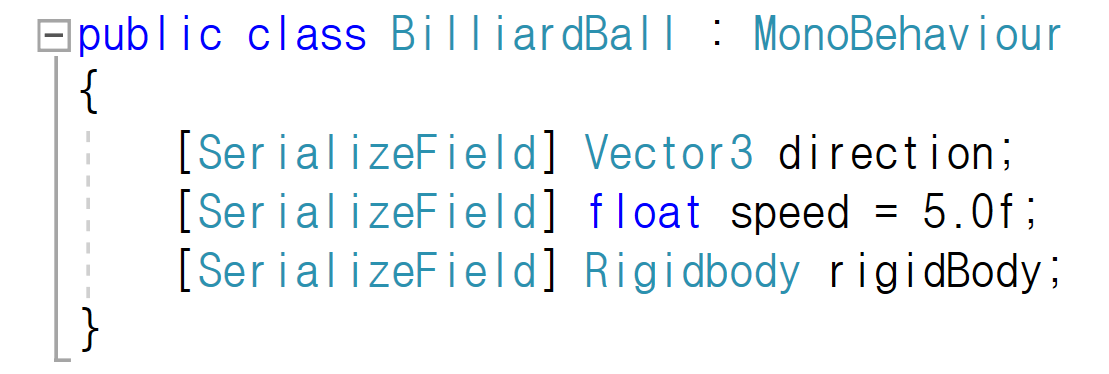 public class BilliardBall : MonoBehaviour
{
[SerializeField] Vector3 direction;
[SerializeField] float speed = 5.0f;
[SerializeField] Rigidbody rigidBody;
}